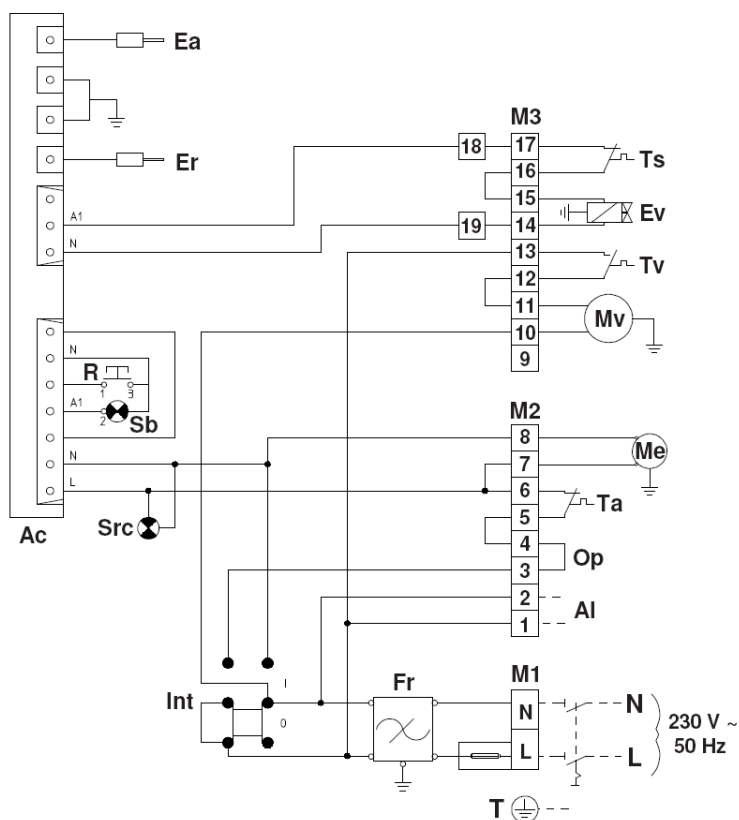 Ea
M3
18
17
Ts
Er
16
15
Ev
A1
19
14
N
13
Tv
12
11
Mv
10
N
9
R
1
3
A1
M2
2
Sb
8
Me
N
7
L
6
Ta
5
Ac
Src
4
Op
3
2
Al
1
M1
I
Fr
Int
N
N
0
230 V ~
50 Hz
L
L
T